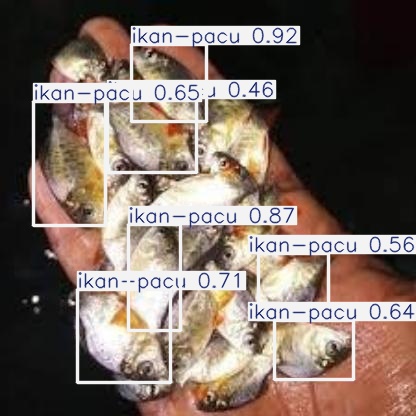 ikan-pacu 0.92
ikan-pacu 0.65
u 0.46
ikan-pacu 0.87
ikan-pacu 0.56
ikan--pacu 0.71
ikan-pacu 0.64